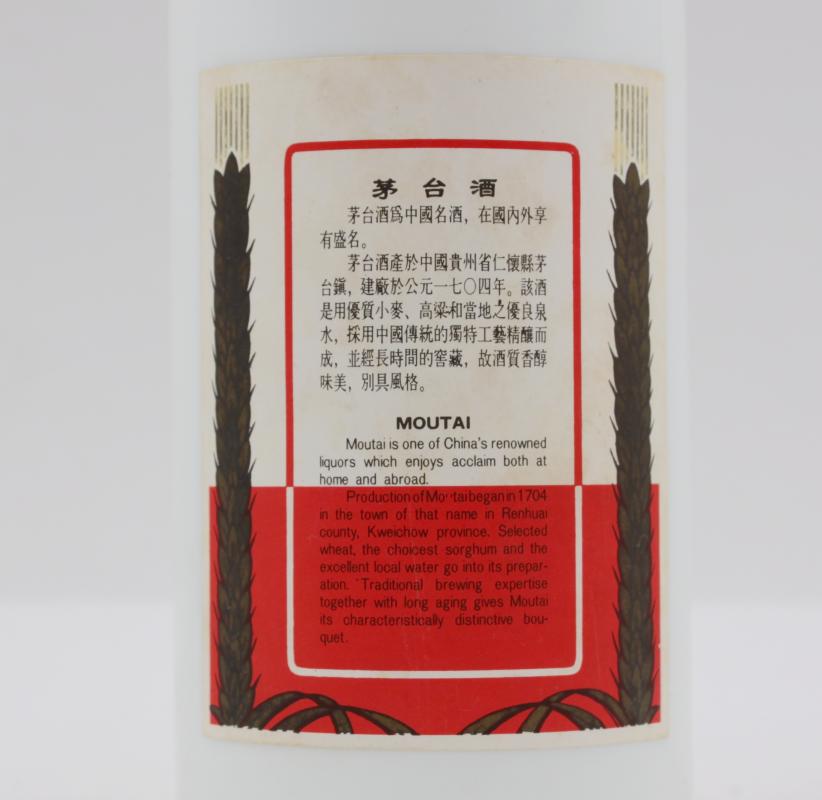 茅台酒
茅台酒爲中國名酒，在國內外享
有盛名。
茅台酒產於中國貴州省仁懷縣茅
台鎭，建廠於公元一七〇四年。該酒
是用優質小麥、高粱和當地之優良泉
水，採用中國傳統的獨特工藝精釀而
成，並經長時間的窖藏，故酒質香醇
味美，別具風格。
MOUTAI
Moutai is one of China's renowned
liquors which enjoys acclaim both at
home and abroad.
Production of Moutai began in 1704
in the town of that name in Renhuai
county, Kweichow province. Selected
wheat, the choicest sorghum and the
excellent local water go into its prepar-
ation. Traditional brewing expertise
together with long aging gives Moutai
its characteristically distinctive bou-
quet.